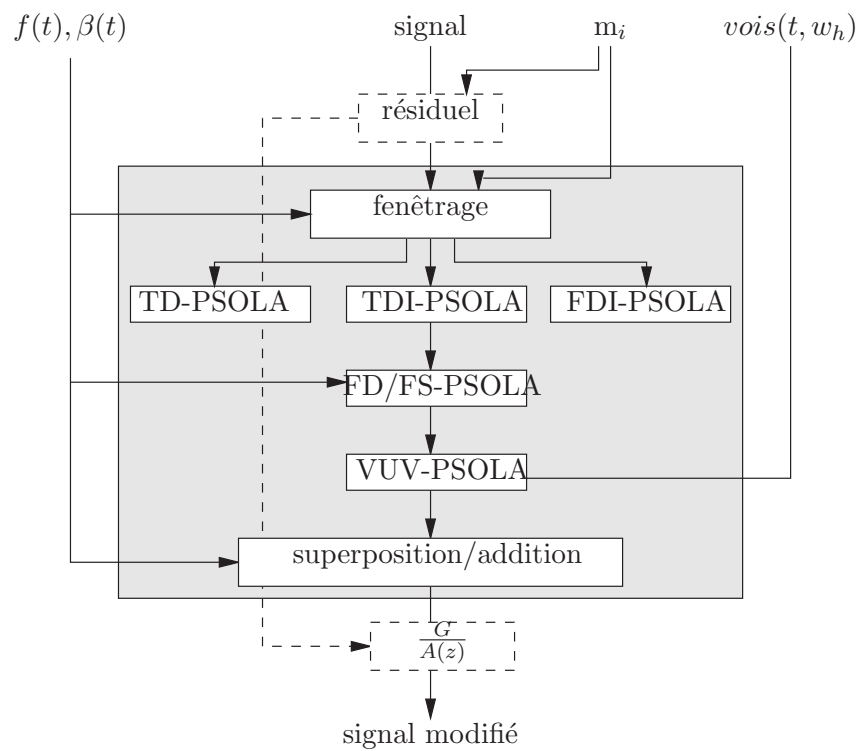 f(t), β(t) signal m_i vois(t, w_h)
résiduel
fenêtrage
TD-PSOLA TDI-PSOLA FDI-PSOLA
FD/FS-PSOLA
VUV-PSOLA
superposition/addition
G
A(z)
signal modifié